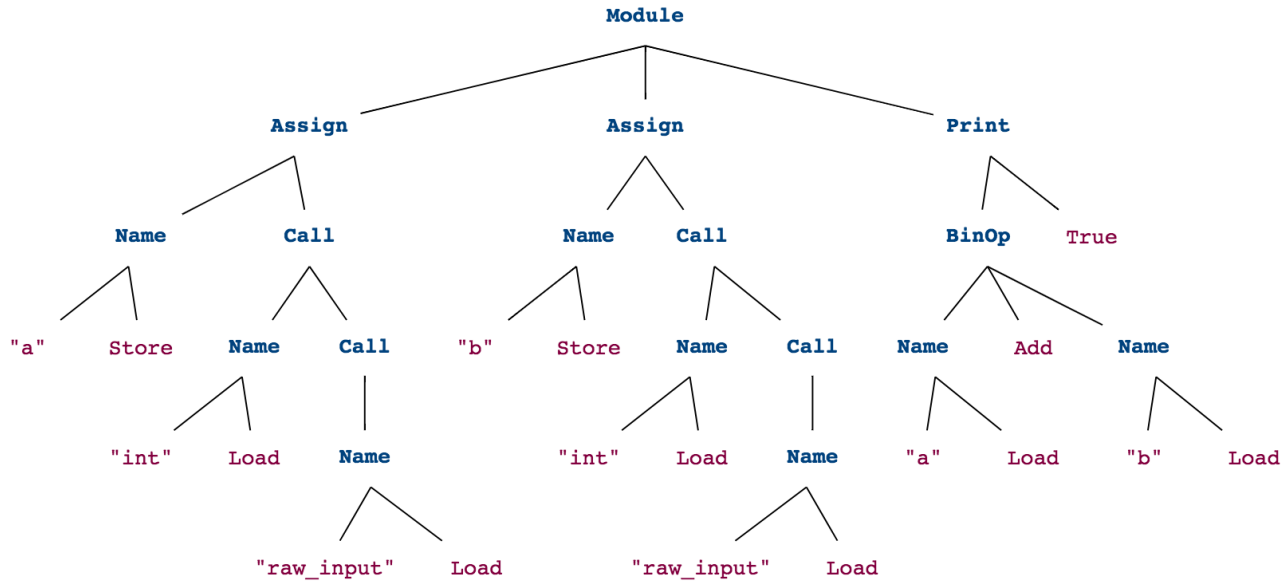 Module
Assign Assign Print
Name Call Name Call BinOp True
"a" Store Name Call "b" Store Name Call Name Add Name
"int" Load Name "int" Load Name "a" Load "b" Load
"raw_input" Load "raw_input" Load